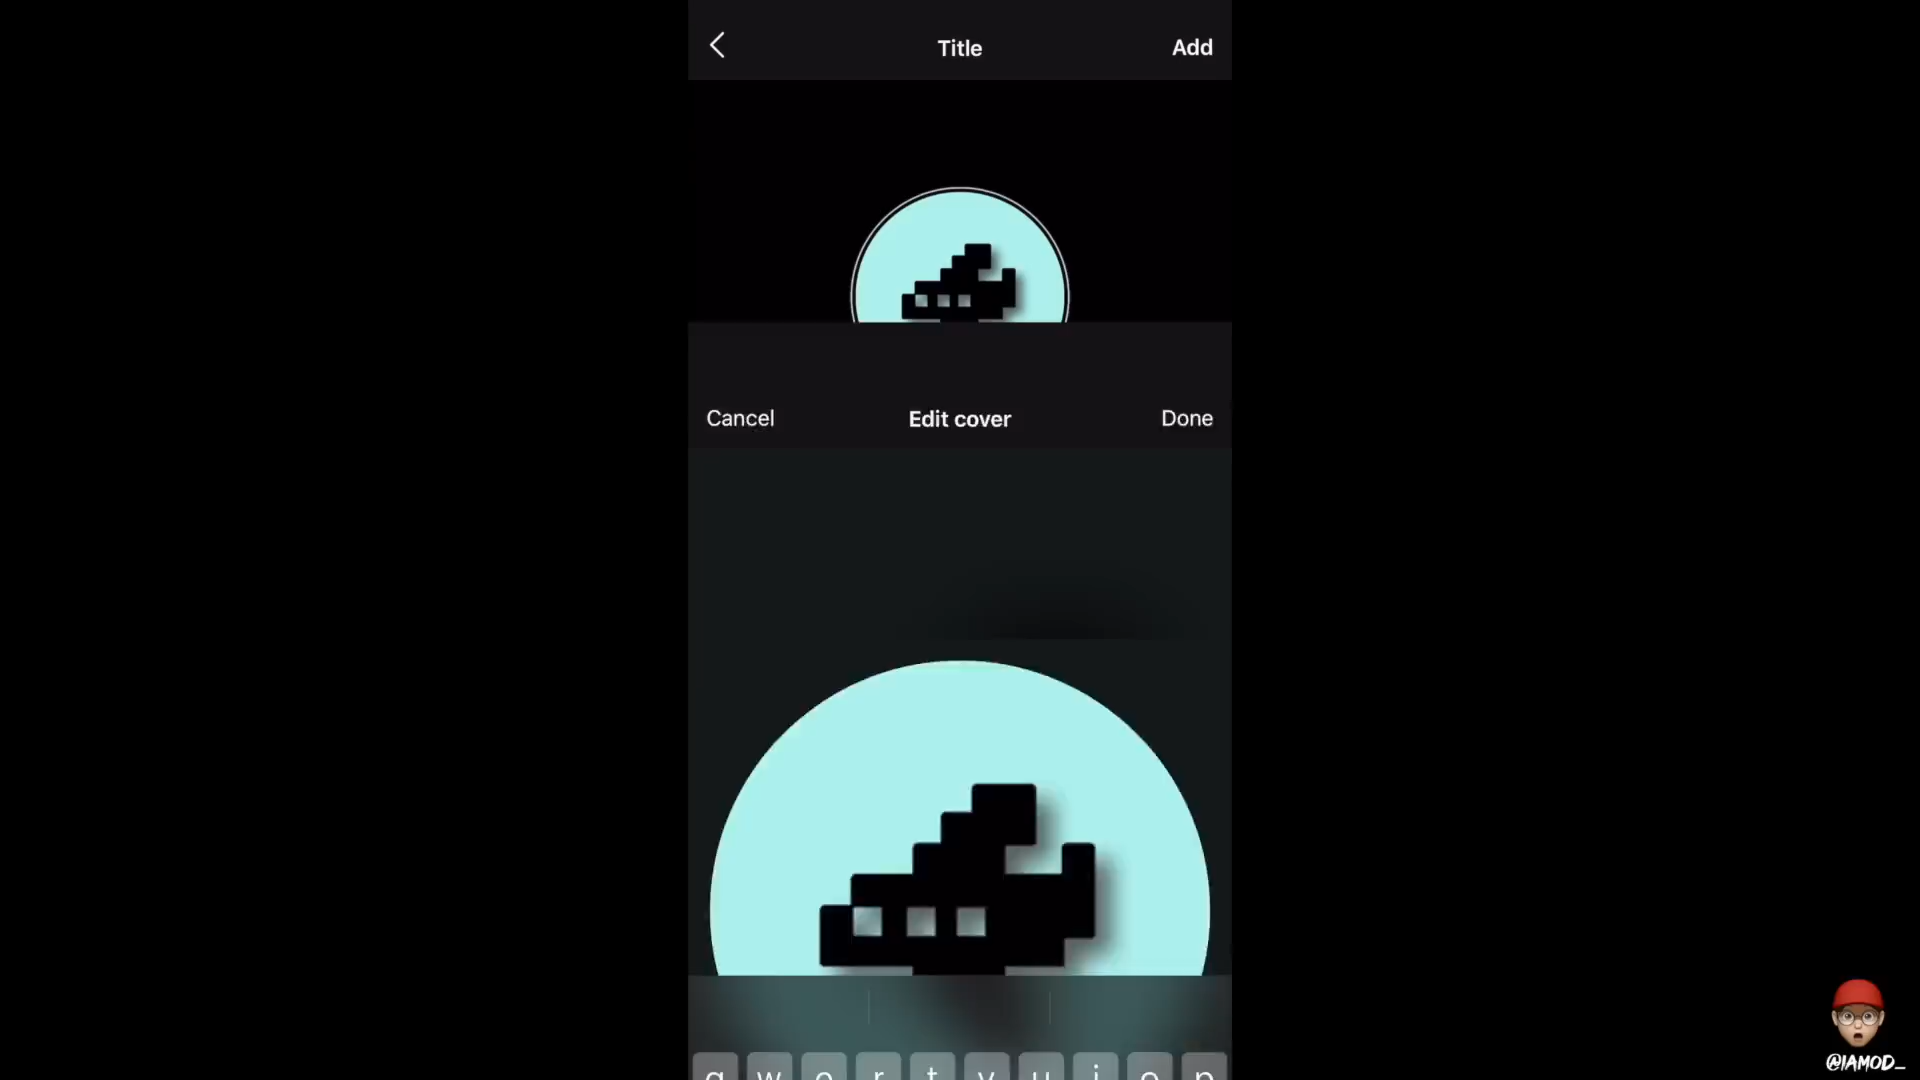 Title
Add
Cancel
Edit cover
Done
q w e r t y u i o p
@IAMOD_